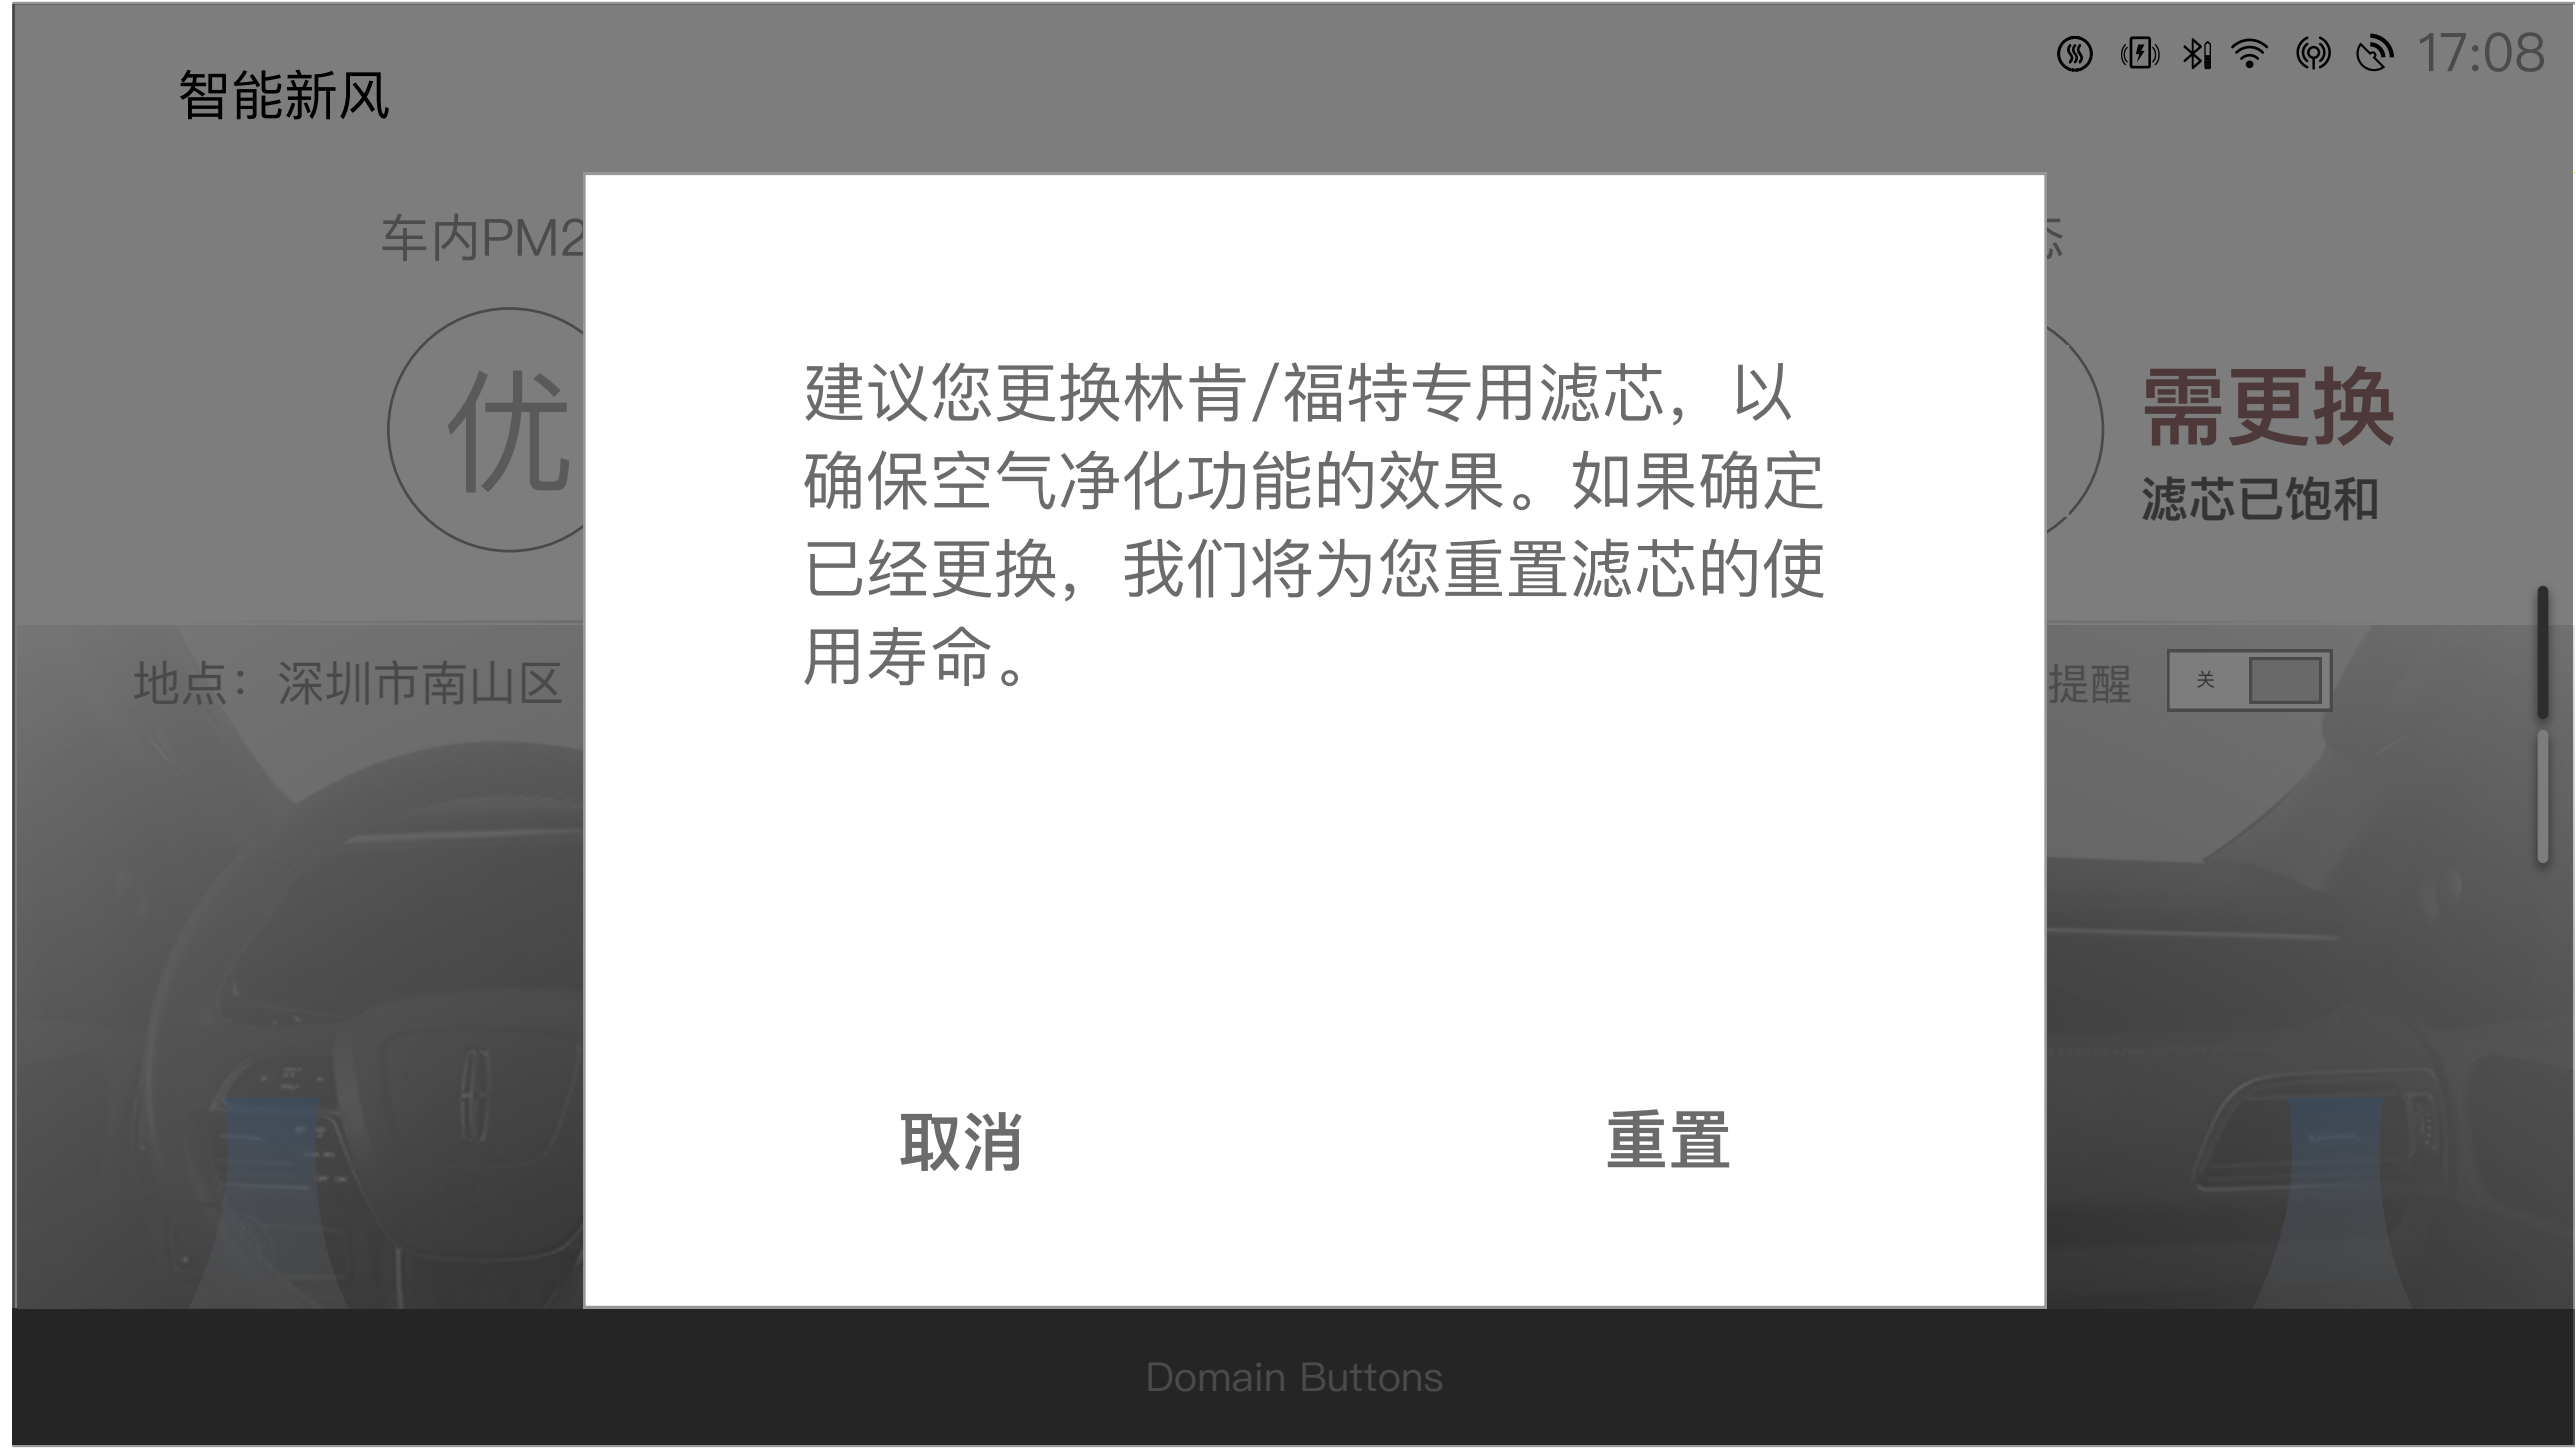 17:08
智能新风
车内PM2
态
优
需更换
滤芯已饱和
建议您更换林肯/福特专用滤芯，以
确保空气净化功能的效果。如果确定
已经更换，我们将为您重置滤芯的使
用寿命。
地点：深圳市南山区
提醒
关
取消
重置
Domain Buttons